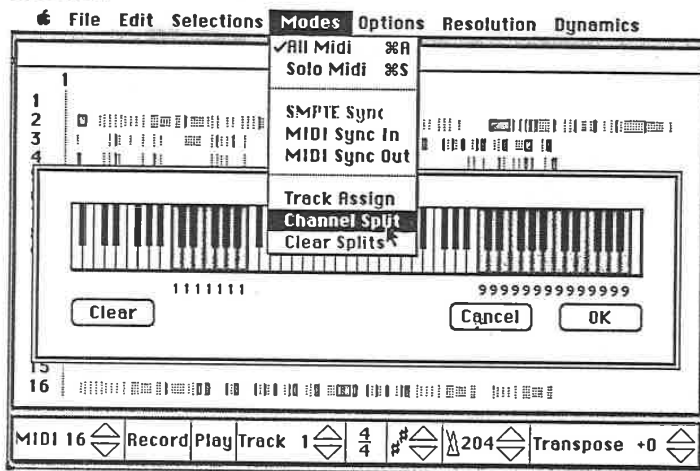 File Edit Selections Modes Options Resolution Dynamics
✓All Midi ⌘A
Solo Midi ⌘S
SMPTE Sync
MIDI Sync In
MIDI Sync Out
Track Assign
Channel Split
Clear Splits
1
1
2
3
4
1111111
99999999999999
Clear
Cancel
OK
15
16
MIDI 16 Record Play Track 1 4/4 204 Transpose +0